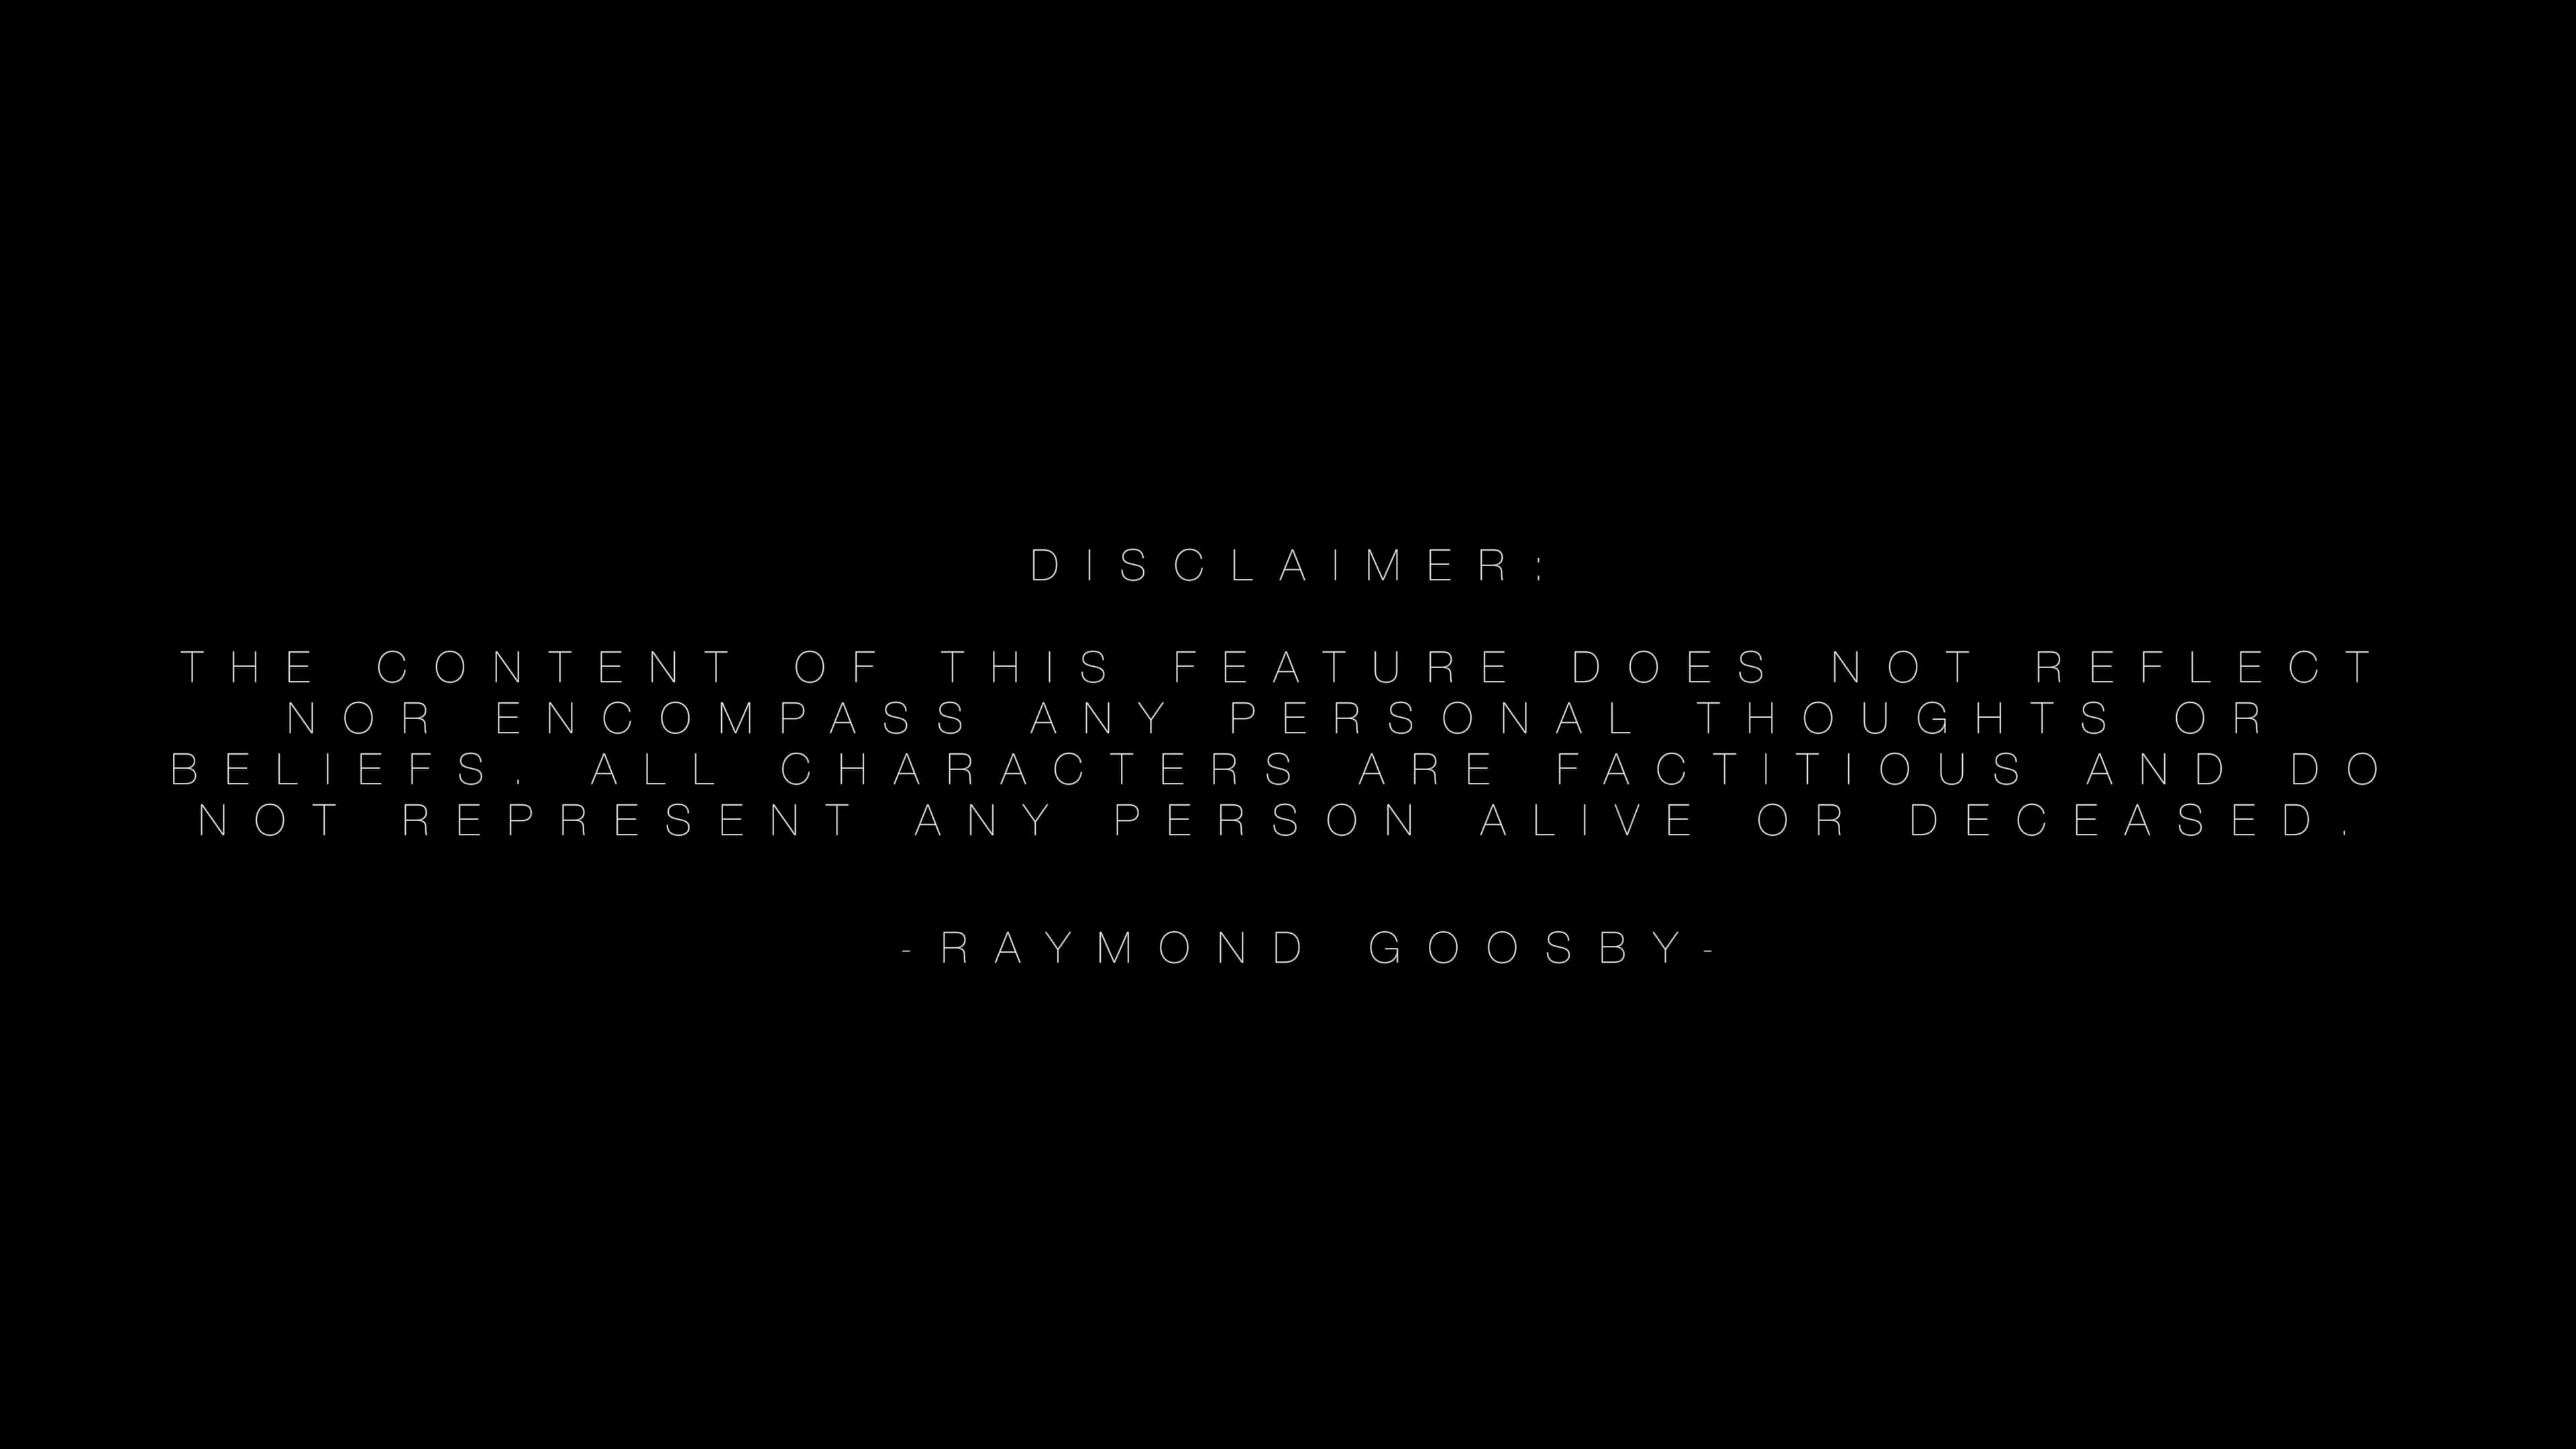 DISCLAIMER:
THE CONTENT OF THIS FEATURE DOES NOT REFLECT
NOR ENCOMPASS ANY PERSONAL THOUGHTS OR
BELIEFS. ALL CHARACTERS ARE FACTITIOUS AND DO
NOT REPRESENT ANY PERSON ALIVE OR DECEASED.
-RAYMOND GOOSBY-